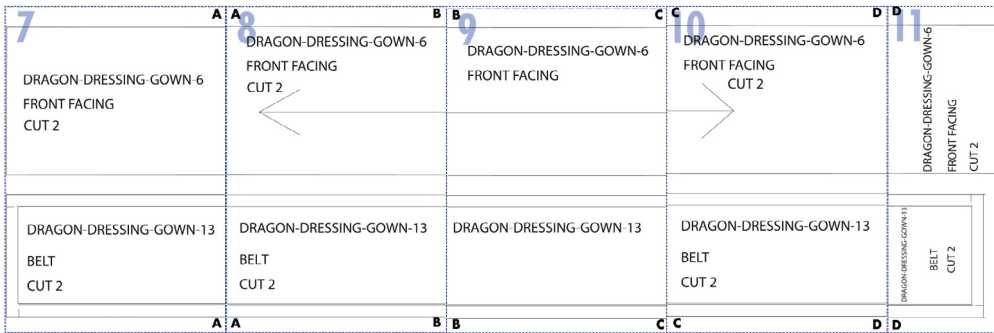 7
A
DRAGON-DRESSING-GOWN-6
FRONT FACING
CUT 2
DRAGON-DRESSING-GOWN-13
BELT
CUT 2
A
A
8
B
DRAGON-DRESSING-GOWN-6
FRONT FACING
CUT 2
DRAGON-DRESSING-GOWN-13
BELT
CUT 2
A
B
B
9
C
DRAGON-DRESSING-GOWN-6
FRONT FACING
DRAGON-DRESSING-GOWN-13
B
C
C
10
D
DRAGON-DRESSING-GOWN-6
FRONT FACING
CUT 2
DRAGON-DRESSING-GOWN-13
BELT
CUT 2
C
D
D
11
DRAGON-DRESSING-GOWN-6
FRONT FACING
CUT 2
DRAGON-DRESSING-GOWN-13
BELT
CUT 2
D